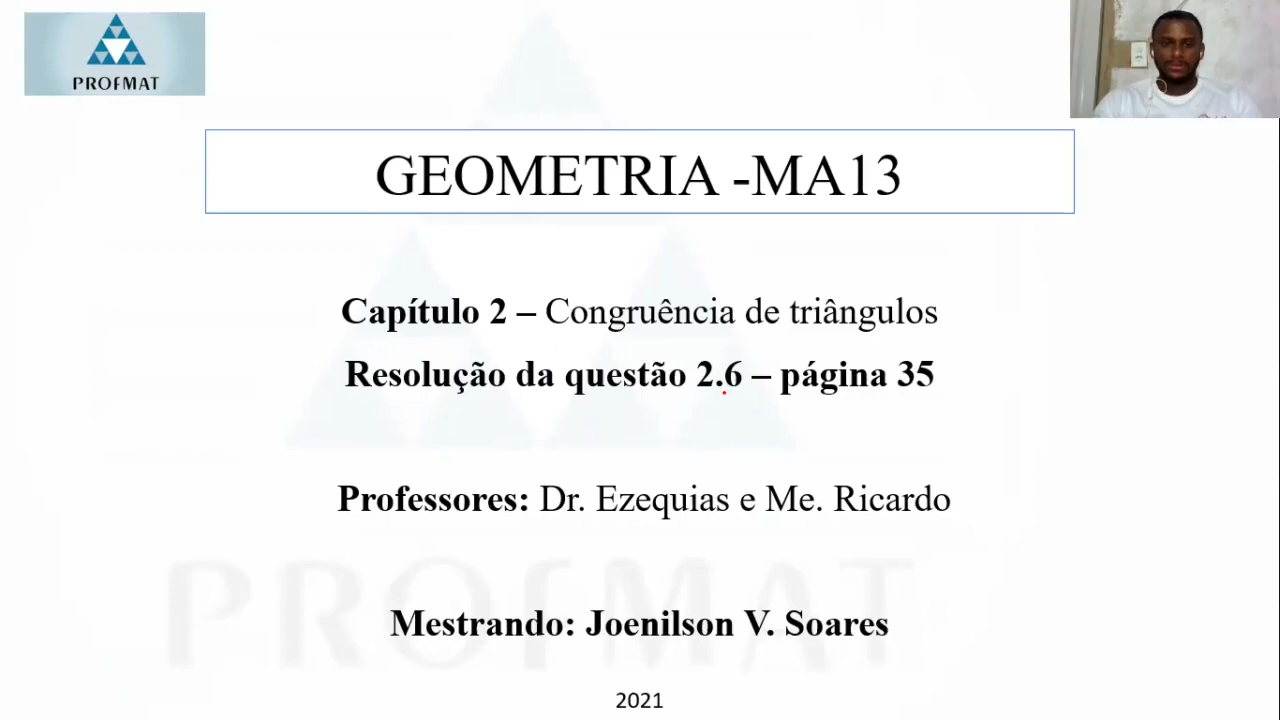 PROFMAT
GEOMETRIA -MA13
Capítulo 2 – Congruência de triângulos
Resolução da questão 2.6 – página 35
Professores: Dr. Ezequias e Me. Ricardo
PROFMAT
Mestrando: Joenilson V. Soares
2021